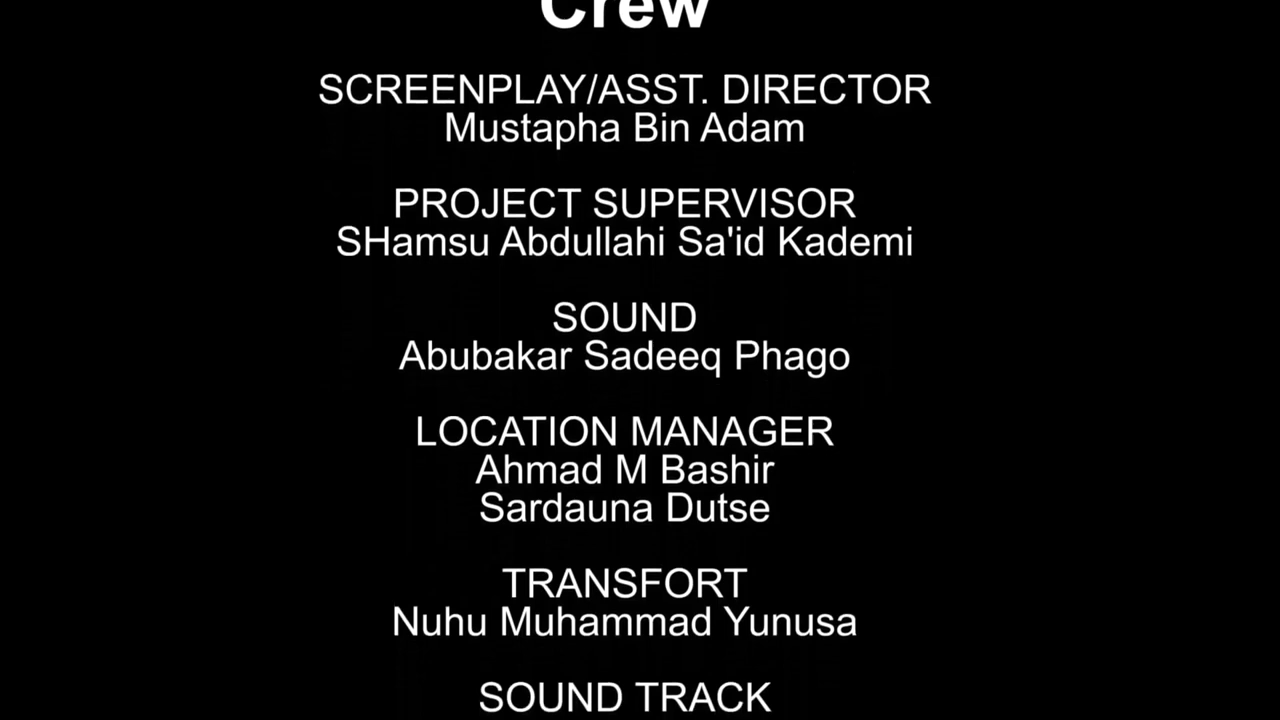 Crew
SCREENPLAY/ASST. DIRECTOR
Mustapha Bin Adam
PROJECT SUPERVISOR
SHamsu Abdullahi Sa'id Kademi
SOUND
Abubakar Sadeeq Phago
LOCATION MANAGER
Ahmad M Bashir
Sardauna Dutse
TRANSFORT
Nuhu Muhammad Yunusa
SOUND TRACK